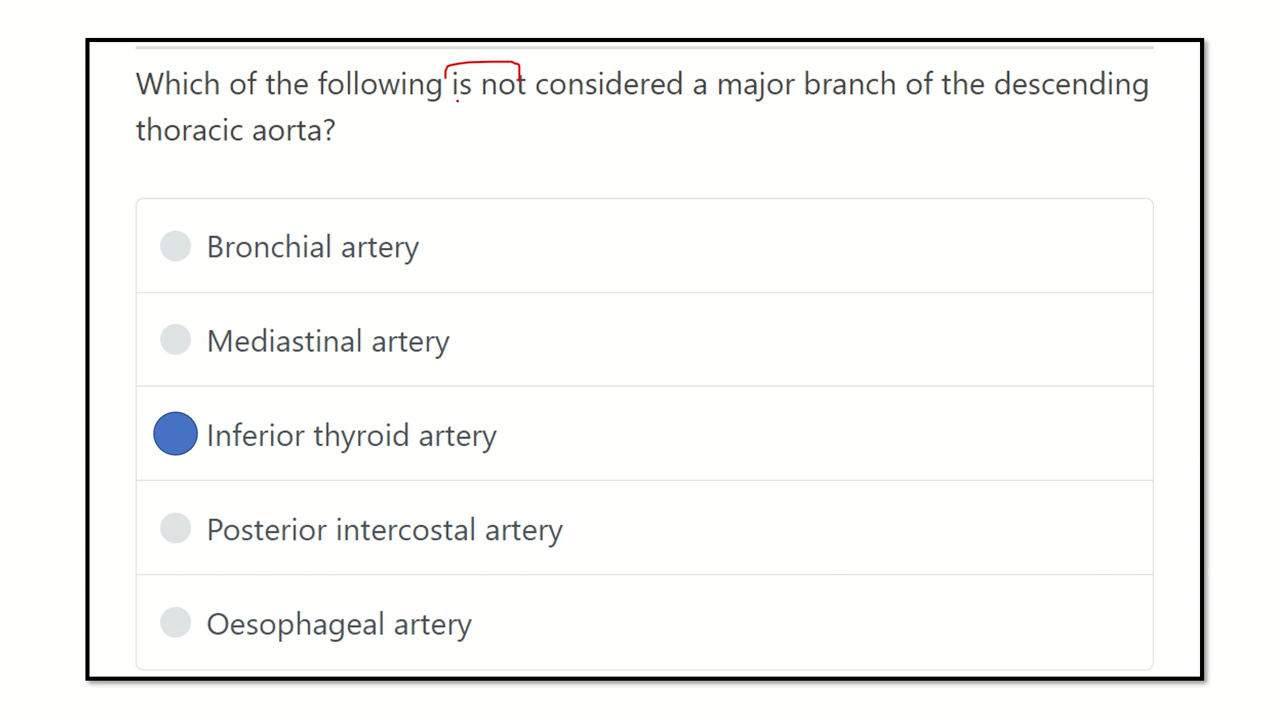 Which of the following is not considered a major branch of the descending
thoracic aorta?
Bronchial artery
Mediastinal artery
Inferior thyroid artery
Posterior intercostal artery
Oesophageal artery